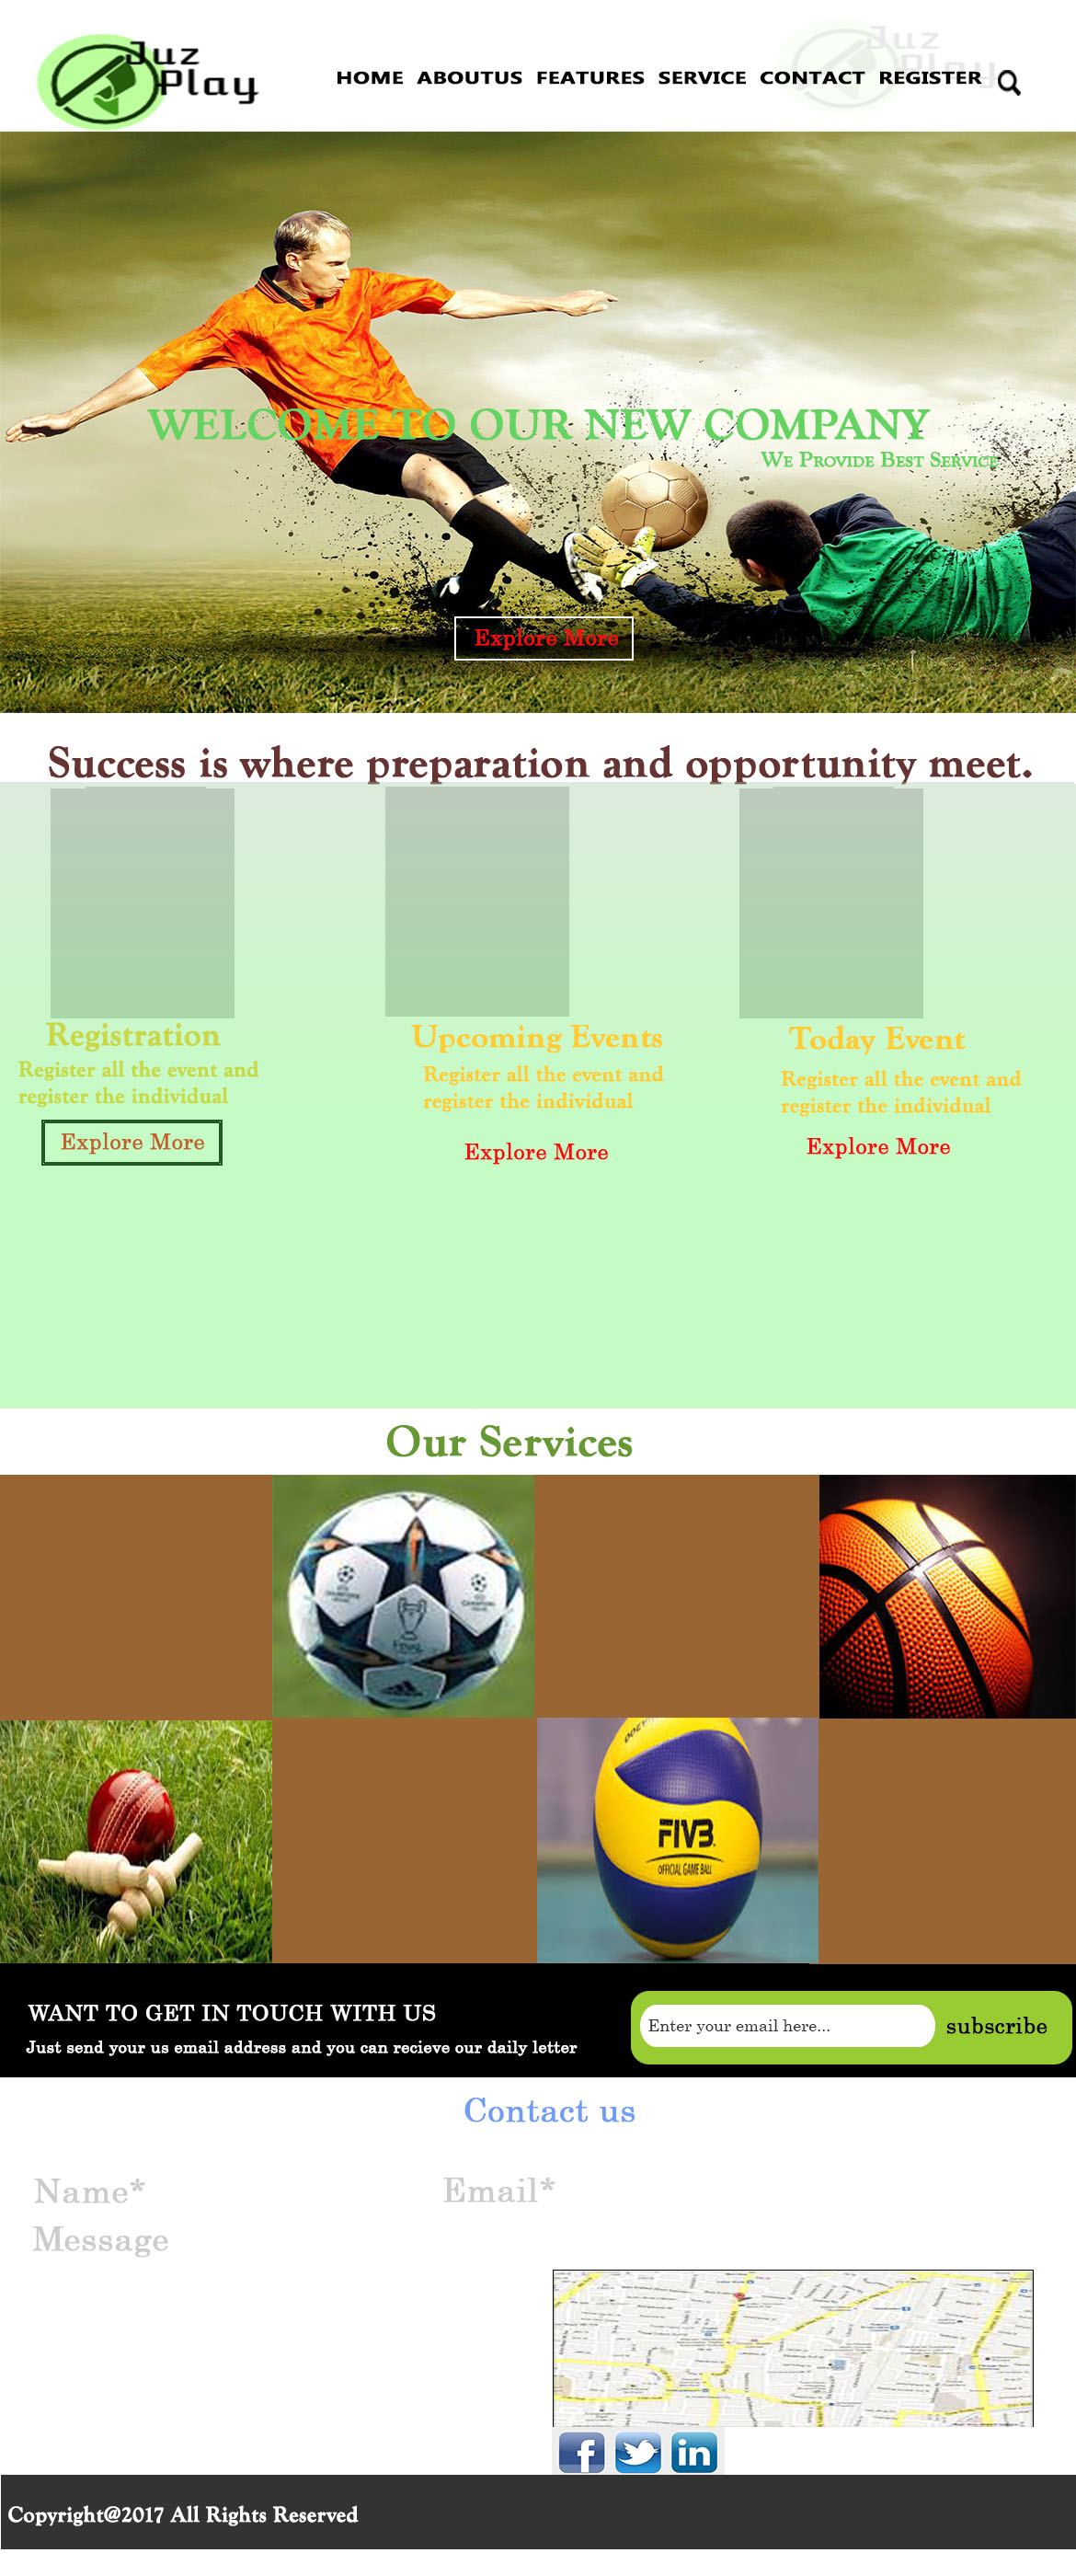 Juz
Play
Juz
Play
HOME ABOUTUS FEATURES SERVICE CONTACT REGISTER
WELCOME TO OUR NEW COMPANY
We Provide Best Service
Explore More
Success is where preparation and opportunity meet.
Registration
Register all the event and
register the individual
Explore More
Upcoming Events
Register all the event and
register the individual
Explore More
Today Event
Register all the event and
register the individual
Explore More
Our Services
FINAL
adidas
FIVB
OFFICIAL GAME BALL
WANT TO GET IN TOUCH WITH US
Just send your us email address and you can recieve our daily letter
Enter your email here...
subscribe
Contact us
Name*
Email*
Message
f
in
Copyright@2017 All Rights Reserved